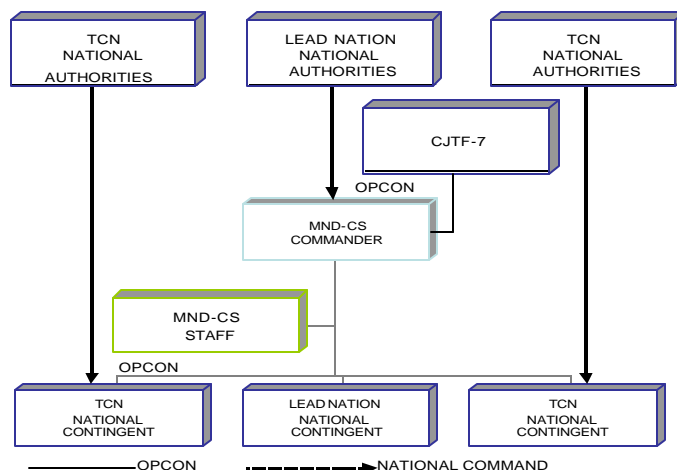 TCN
NATIONAL
AUTHORITIES
LEAD NATION
NATIONAL
AUTHORITIES
TCN
NATIONAL
AUTHORITIES
CJTF-7
OPCON
MND-CS
COMMANDER
MND-CS
STAFF
OPCON
TCN
NATIONAL
CONTINGENT
LEAD NATION
NATIONAL
CONTINGENT
TCN
NATIONAL
CONTINGENT
OPCON
NATIONAL COMMAND